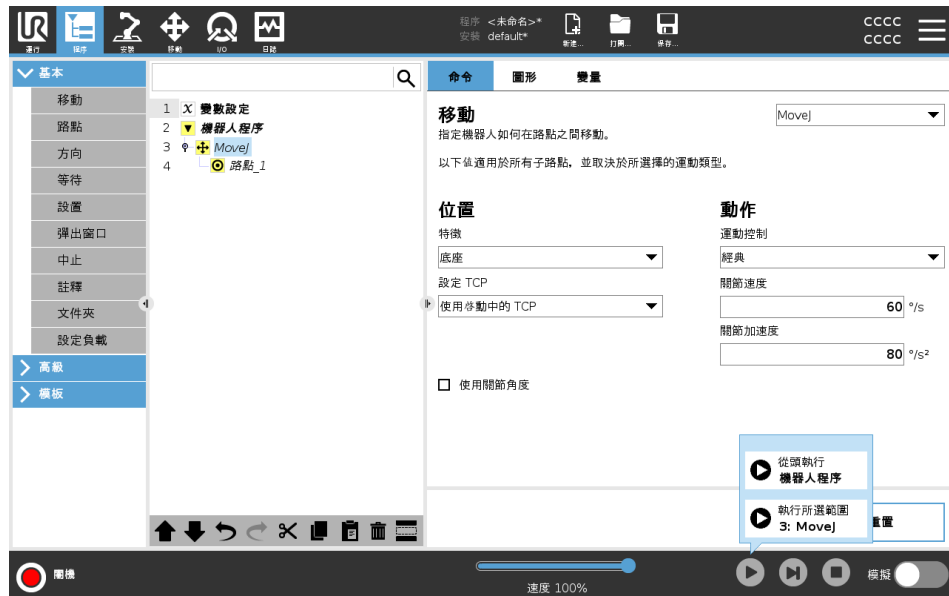 UR
運行
程序
安裝
移動
I/O
日誌
程序 <未命名>*
安裝 default*
新建...
打開...
保存...
CCCC
CCCC
基本
移動
路點
方向
等待
設置
彈出窗口
中止
註釋
文件夾
設定负載
高級
模板
1 X 變數設定
2 機器人程序
3 MoveJ
4 路點_1
命令
圖形
變量
移動
MoveJ
指定機器人如何在路點之間移動。
以下值適用於所有子路點，並取決於所選擇的運動類型。
位置
特徵
底座
設定 TCP
使用啓動中的 TCP
使用關節角度
動作
運動控制
經典
關節速度
60 °/s
關節加速度
80 °/s²
從頭執行
機器人程序
執行所選範圍
3: MoveJ
重置
關機
速度 100%
模擬